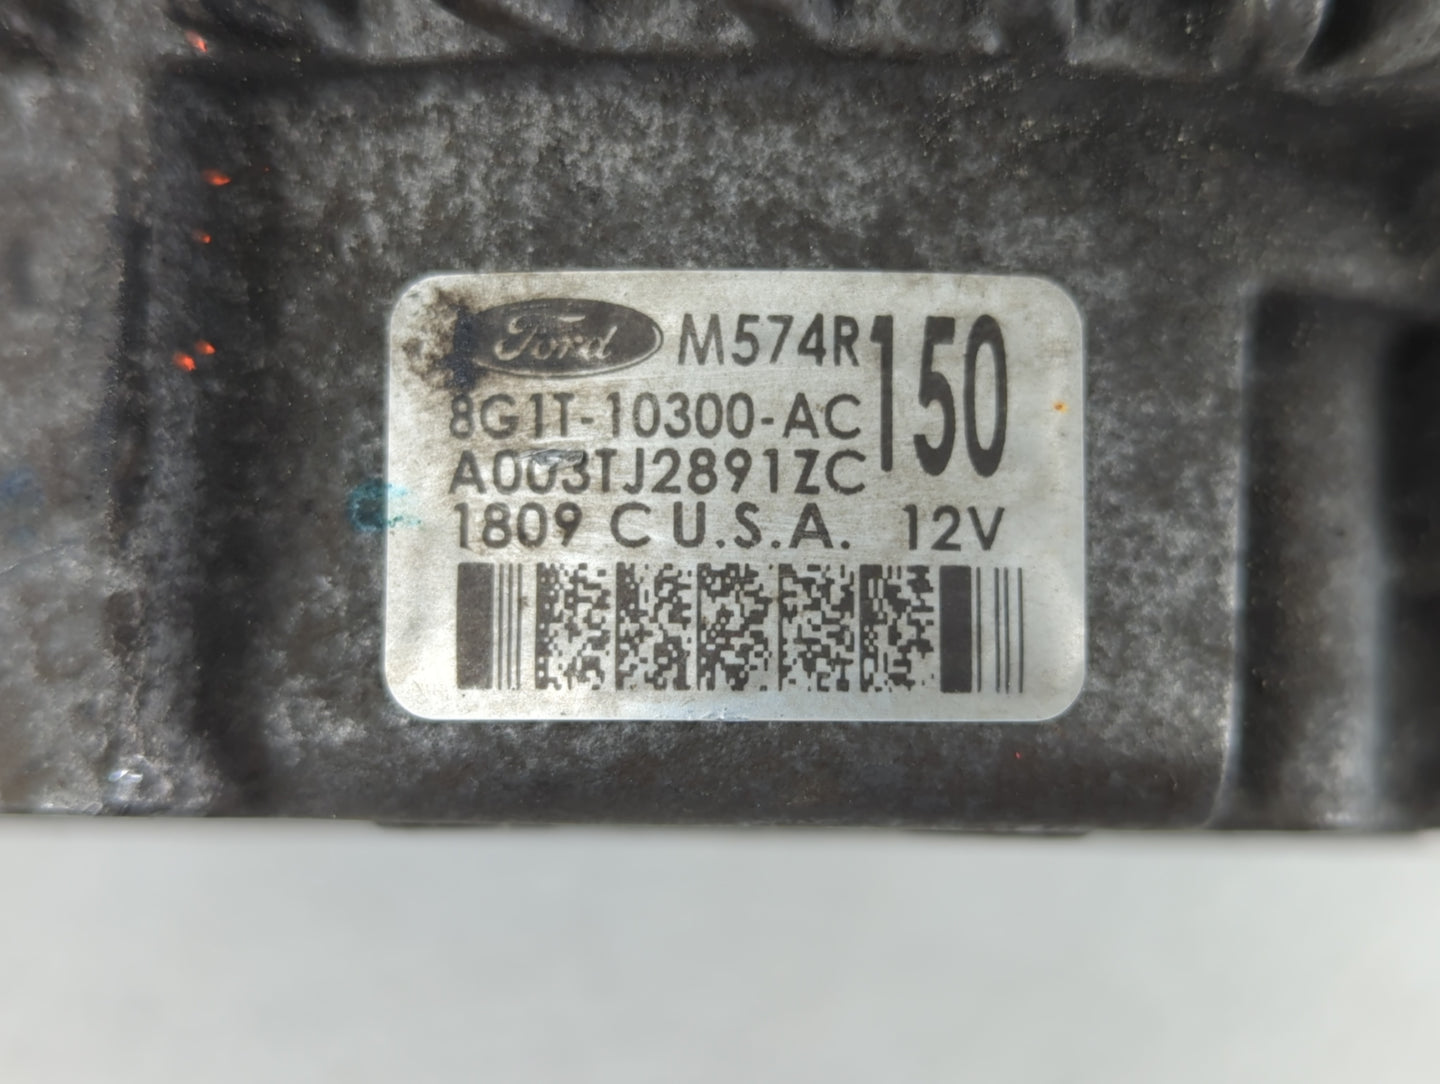 Ford M574R 150
8G1T-10300-AC
A003TJ2891ZC
1809 C U.S.A. 12V